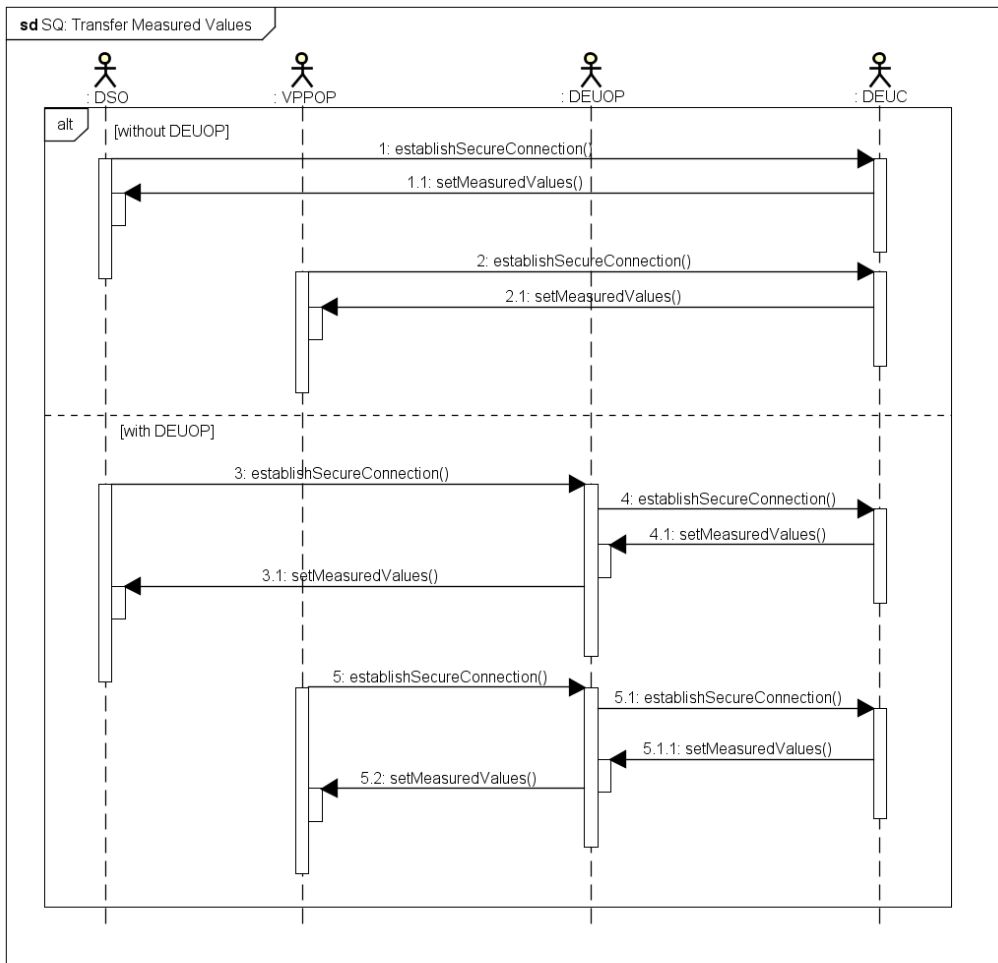 sd SQ: Transfer Measured Values
: DSO
: VPPOP
: DEUOP
: DEUC
alt
[without DEUOP]
1: establishSecureConnection()
1.1: setMeasuredValues()
2: establishSecureConnection()
2.1: setMeasuredValues()
[with DEUOP]
3: establishSecureConnection()
4: establishSecureConnection()
4.1: setMeasuredValues()
3.1: setMeasuredValues()
5: establishSecureConnection()
5.1: establishSecureConnection()
5.1.1: setMeasuredValues()
5.2: setMeasuredValues()